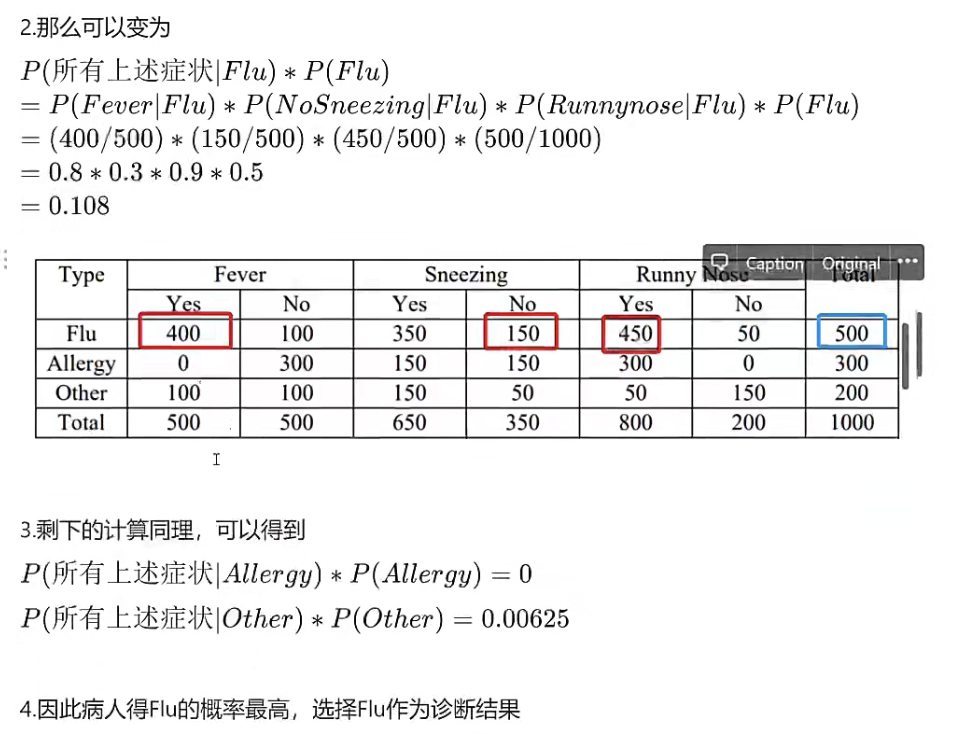 2.那么可以变为
P(所有上述症状|Flu) * P(Flu)
= P(Fever|Flu) * P(NoSneezing|Flu) * P(Runnynose|Flu) * P(Flu)
= (400/500) * (150/500) * (450/500) * (500/1000)
= 0.8 * 0.3 * 0.9 * 0.5
= 0.108
Caption Original •••
Type Fever Sneezing Runny Nose Total
Yes No Yes No Yes No
Flu 400 100 350 150 450 50 500
Allergy 0 300 150 150 300 0 300
Other 100 100 150 50 50 150 200
Total 500 500 650 350 800 200 1000
3.剩下的计算同理，可以得到
P(所有上述症状|Allergy) * P(Allergy) = 0
P(所有上述症状|Other) * P(Other) = 0.00625
4.因此病人得Flu的概率最高，选择Flu作为诊断结果